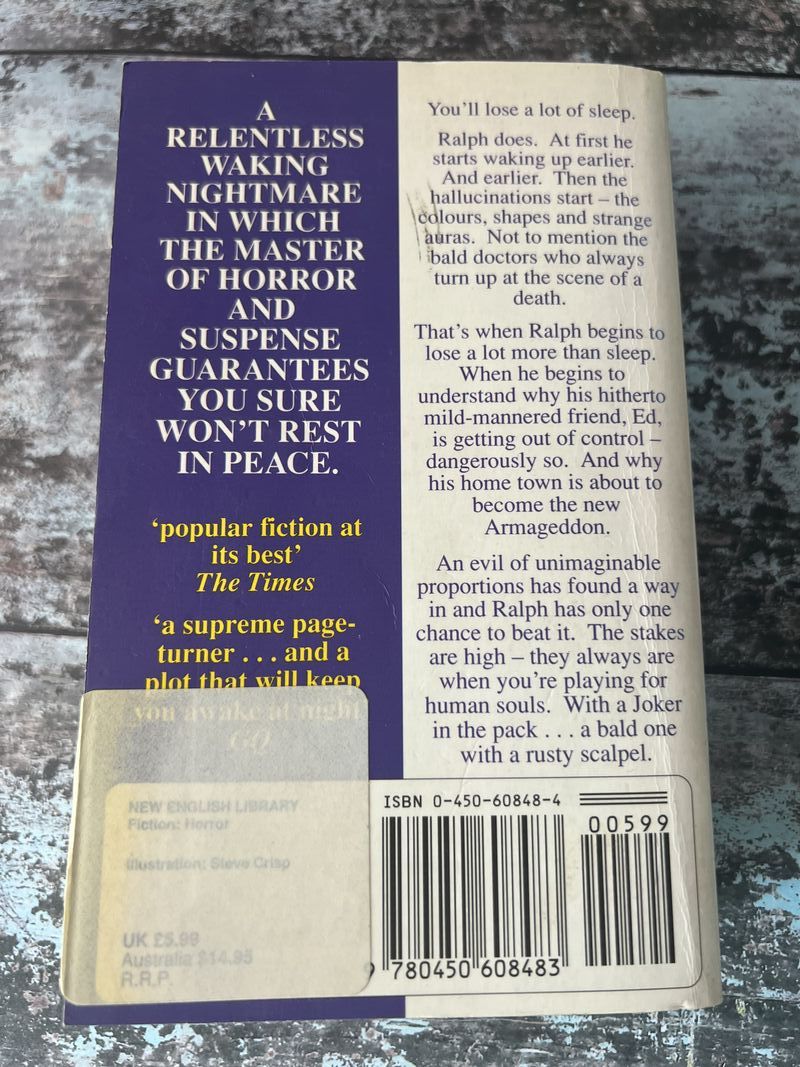 A
RELENTLESS
WAKING
NIGHTMARE
IN WHICH
THE MASTER
OF HORROR
AND
SUSPENSE
GUARANTEES
YOU SURE
WON'T REST
IN PEACE.
‘popular fiction at
its best’
The Times
‘a supreme page-
turner . . . and a
plot that will keep
you awake at night
GQ
You'll lose a lot of sleep.
Ralph does. At first he
starts waking up earlier.
And earlier. Then the
hallucinations start – the
colours, shapes and strange
auras. Not to mention the
bald doctors who always
turn up at the scene of a
death.
That's when Ralph begins to
lose a lot more than sleep.
When he begins to
understand why his hitherto
mild-mannered friend, Ed,
is getting out of control –
dangerously so. And why
his home town is about to
become the new
Armageddon.
An evil of unimaginable
proportions has found a way
in and Ralph has only one
chance to beat it. The stakes
are high – they always are
when you're playing for
human souls. With a Joker
in the pack . . . a bald one
with a rusty scalpel.
NEW ENGLISH LIBRARY
Fiction: Horror
Illustration: Steve Crisp
UK £5.99
Australia $14.95
R.R.P.
ISBN 0-450-60848-4
00599
9 780450 608483